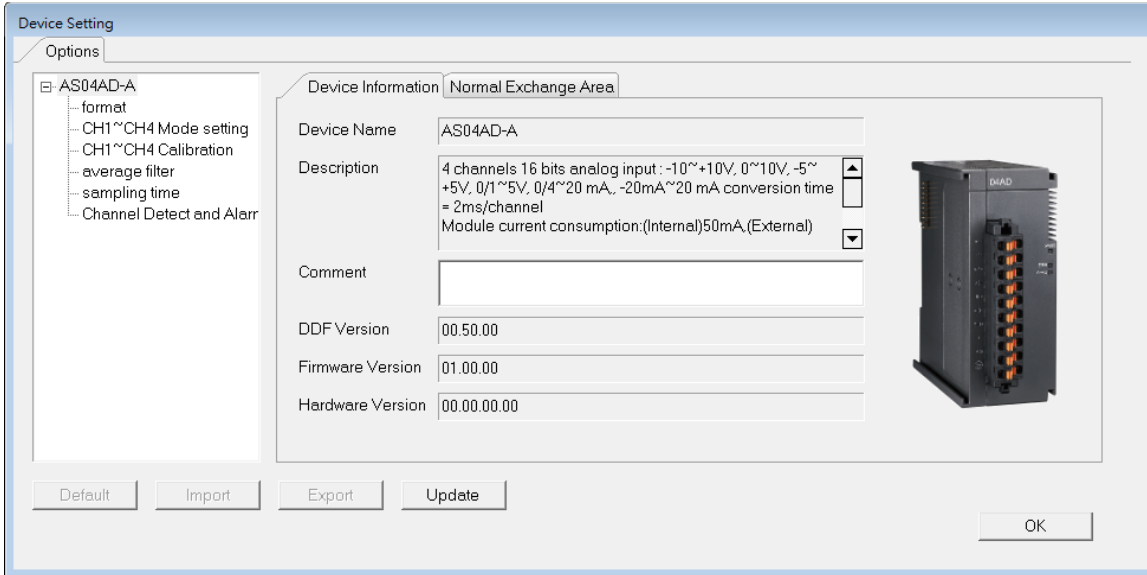 Device Setting
Options
AS04AD-A
format
CH1~CH4 Mode setting
CH1~CH4 Calibration
average filter
sampling time
Channel Detect and Alarr
Device Information
Normal Exchange Area
Device Name
AS04AD-A
Description
4 channels 16 bits analog input : -10~+10V, 0~10V, -5~
+5V, 0/1~5V, 0/4~20 mA,, -20mA~20 mA conversion time
= 2ms/channel
Module current consumption:(Internal)50mA,(External)
Comment
DDF Version
00.50.00
Firmware Version
01.00.00
Hardware Version
00.00.00.00
04AD
Default
Import
Export
Update
OK